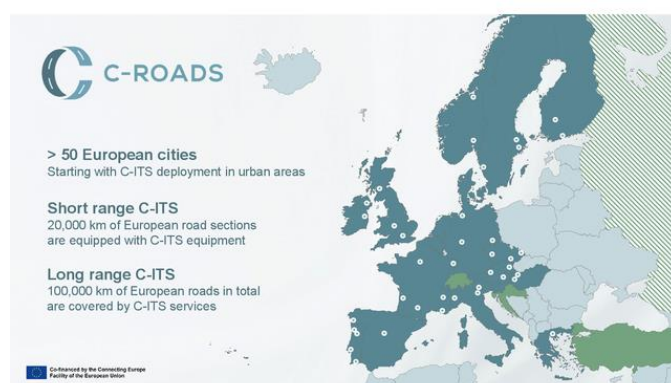 C-ROADS
> 50 European cities
Starting with C-ITS deployment in urban areas
Short range C-ITS
20,000 km of European road sections
are equipped with C-ITS equipment
Long range C-ITS
100,000 km of European roads in total
are covered by C-ITS services
Co-financed by the Connecting Europe
Facility of the European Union